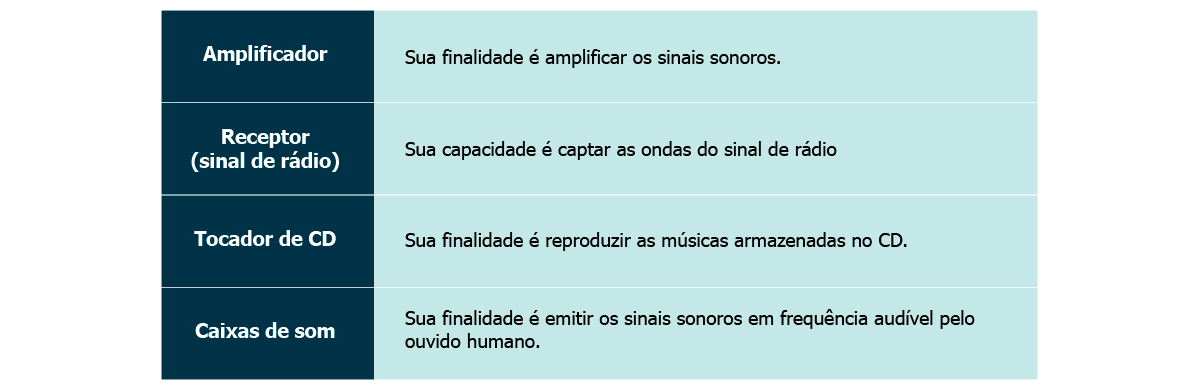 Amplificador
Sua finalidade é amplificar os sinais sonoros.
Receptor
(sinal de rádio)
Sua capacidade é captar as ondas do sinal de rádio
Tocador de CD
Sua finalidade é reproduzir as músicas armazenadas no CD.
Caixas de som
Sua finalidade é emitir os sinais sonoros em frequência audível pelo
ouvido humano.